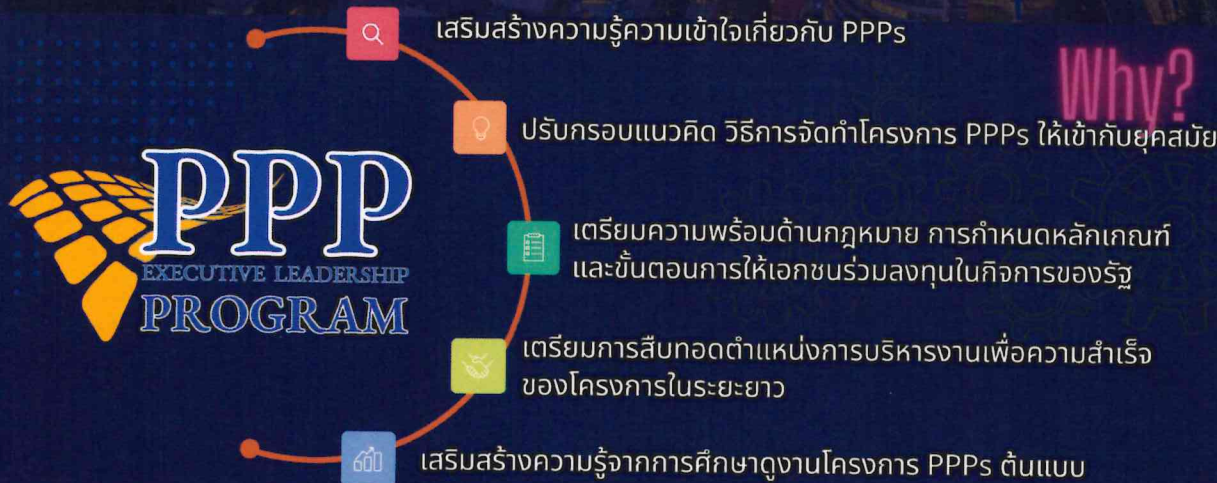 เสริมสร้างความรู้ความเข้าใจเกี่ยวกับ PPPs
Why?
ปรับกรอบแนวคิด วิธีการจัดทำโครงการ PPPs ให้เข้ากับยุคสมัย
PPP
EXECUTIVE LEADERSHIP
PROGRAM
เตรียมความพร้อมด้านกฎหมาย การกำหนดหลักเกณฑ์
และขั้นตอนการให้เอกชนร่วมลงทุนในกิจการของรัฐ
เตรียมการสืบทอดตำแหน่งการบริหารงานเพื่อความสำเร็จ
ของโครงการในระยะยาว
เสริมสร้างความรู้จากการศึกษาดูงานโครงการ PPPs ต้นแบบ